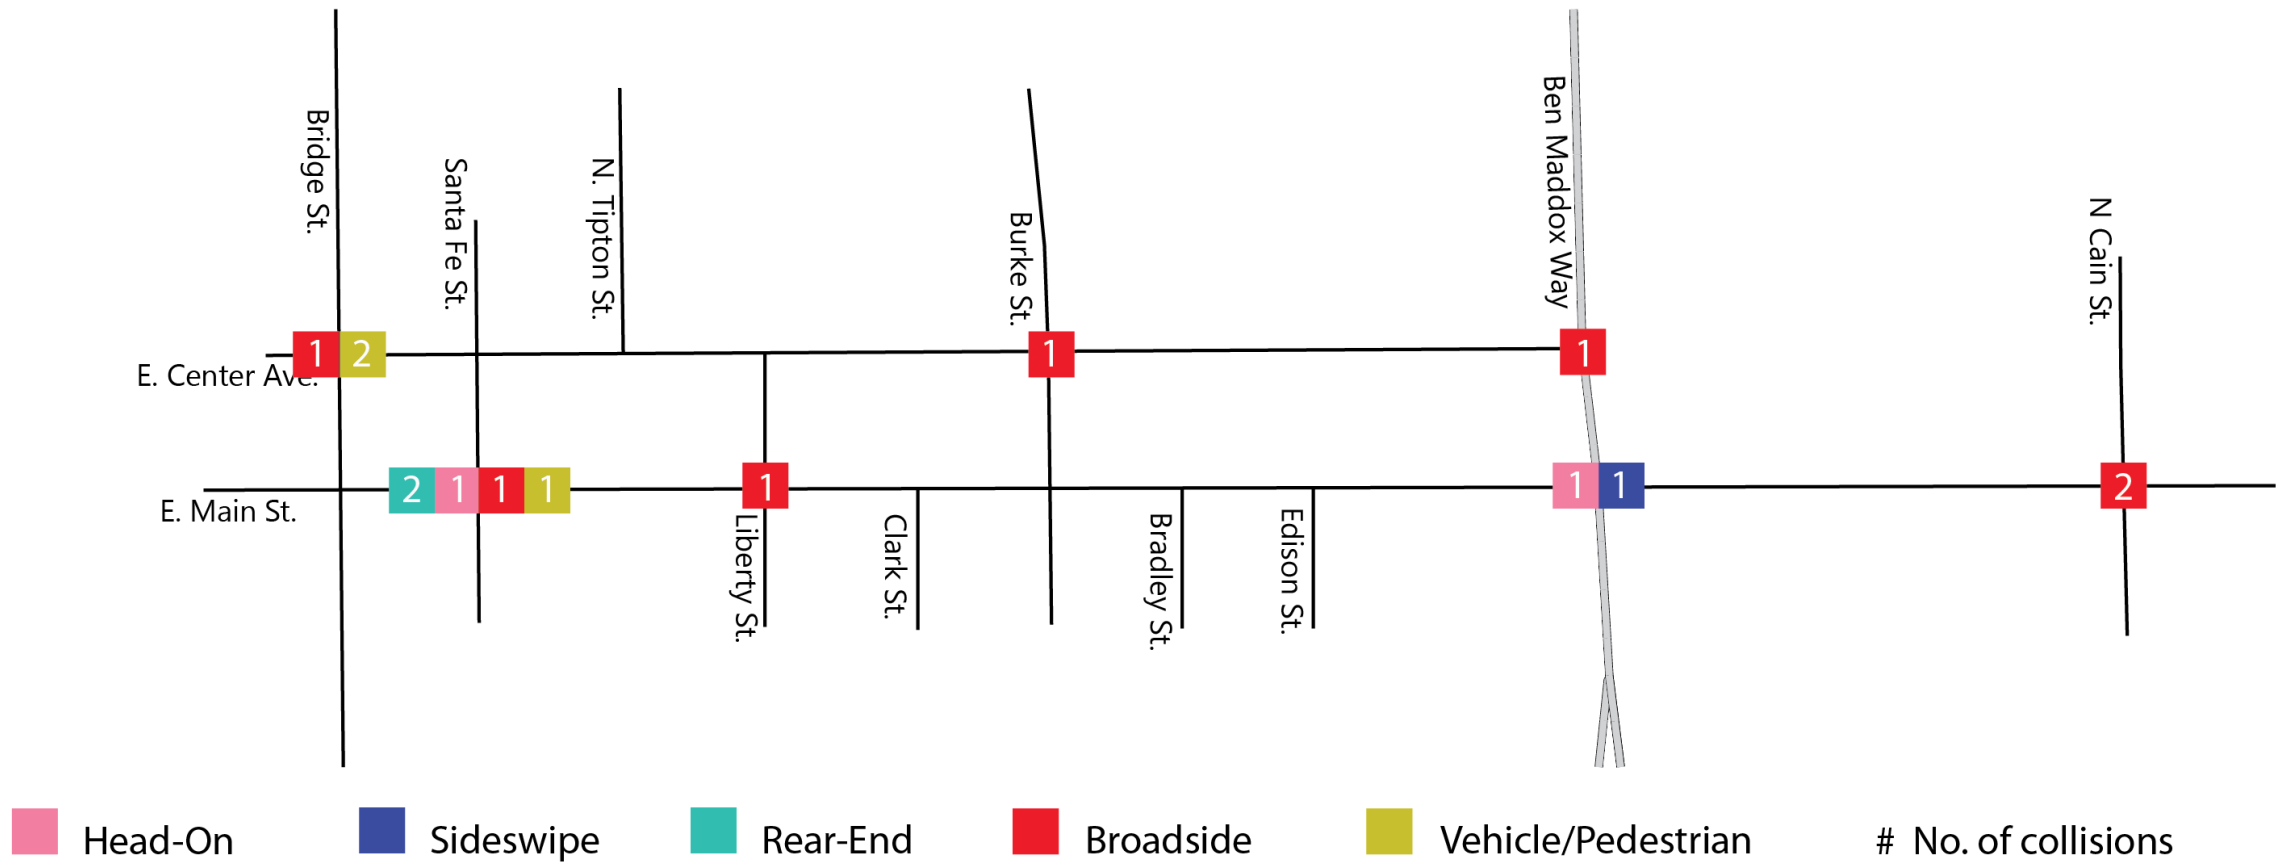 Bridge St.
Santa Fe St.
N. Tipton St.
Burke St.
Ben Maddox Way
N Cain St.
1 2
1
1
E. Center Ave.
2 1 1 1
1
1 1
2
E. Main St.
Liberty St.
Clark St.
Bradley St.
Edison St.
Head-On
Sideswipe
Rear-End
Broadside
Vehicle/Pedestrian
# No. of collisions